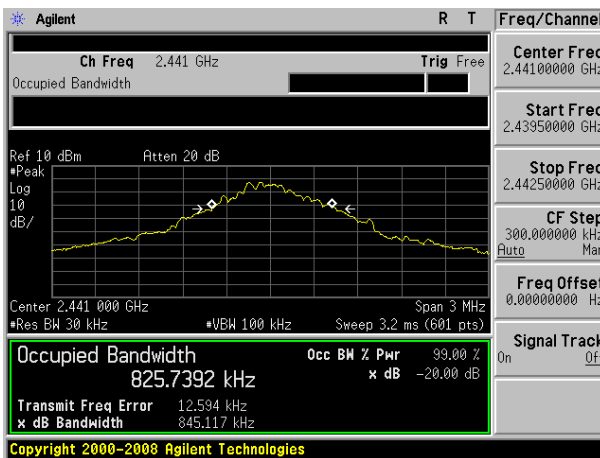 Agilent R T
Ch Freq 2.441 GHz Trig Free
Occupied Bandwidth
Ref 10 dBm Atten 20 dB
#Peak
Log
10
dB/
Center 2.441 000 GHz Span 3 MHz
#Res BW 30 kHz #VBW 100 kHz Sweep 3.2 ms (601 pts)
Occupied Bandwidth Occ BW % Pwr 99.00 %
825.7392 kHz x dB -20.00 dB
Transmit Freq Error 12.594 kHz
x dB Bandwidth 845.117 kHz
Copyright 2000-2008 Agilent Technologies
Freq/Channel
Center Freq
2.44100000 GHz
Start Freq
2.43950000 GHz
Stop Freq
2.44250000 GHz
CF Step
300.000000 kHz
Auto Man
Freq Offset
0.00000000 Hz
Signal Track
On Off